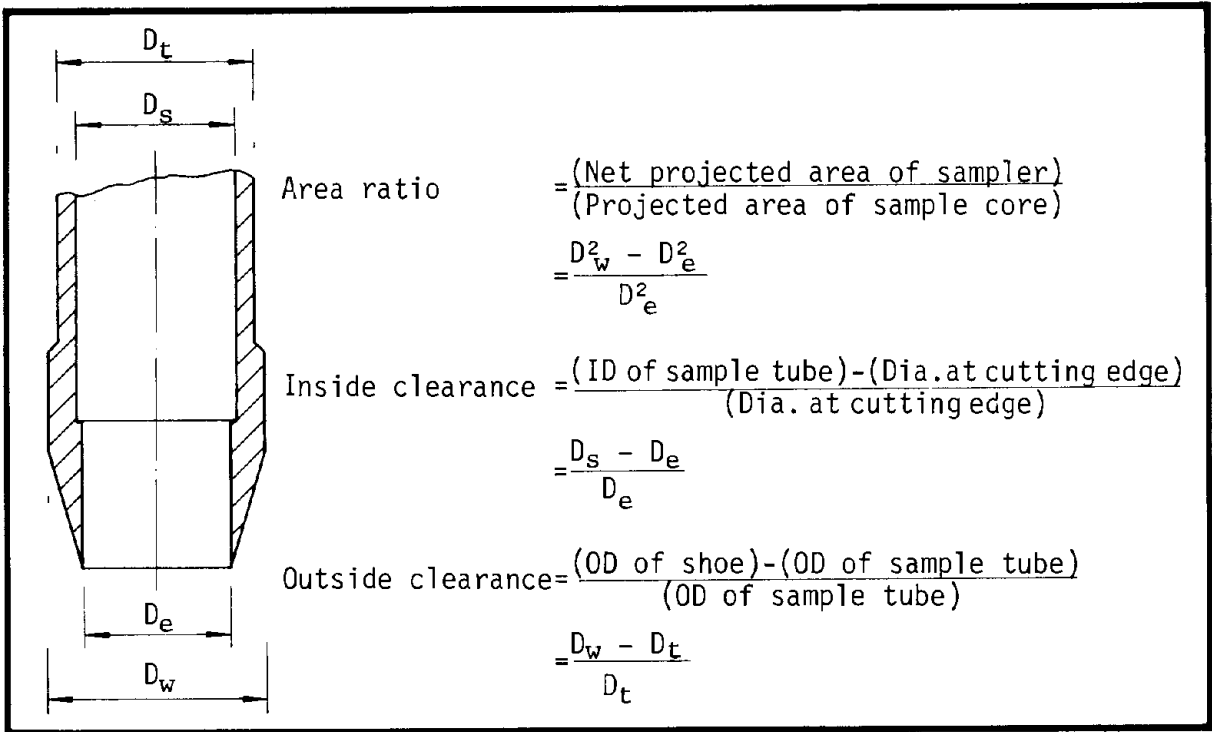 Dt
Ds
Area ratio =(Net projected area of sampler)
(Projected area of sample core)
=D²w - D²e
D²e
Inside clearance =(ID of sample tube)-(Dia.at cutting edge)
(Dia. at cutting edge)
=Ds - De
De
Outside clearance=(OD of shoe)-(OD of sample tube)
(OD of sample tube)
=Dw - Dt
Dt
De
Dw